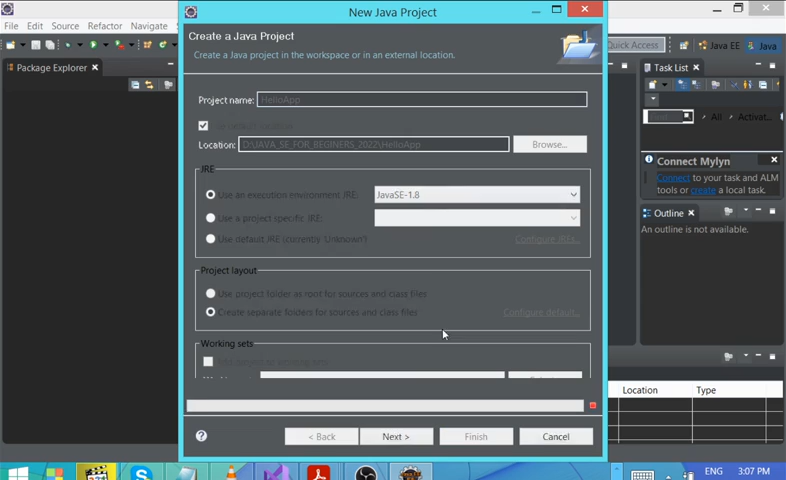 New Java Project
File Edit Source Refactor Navigate
Create a Java Project
Create a Java project in the workspace or in an external location.
Quick Access
Java EE
Java
Package Explorer
Task List
Project name: HelloApp
All
Activat...
Location: D:\JAVA_SE_FOR_BEGINERS_2022\HelloApp
Browse...
Connect Mylyn
Connect to your task and ALM
tools or create a local task.
JRE
Use an execution environment JRE:
JavaSE-1.8
Use a project specific JRE:
Outline
An outline is not available.
Use default JRE (currently 'Unknown')
Configure JREs...
Project layout
Use project folder as root for sources and class files
Create separate folders for sources and class files
Configure default...
Working sets
Location
Type
?
< Back
Next >
Finish
Cancel
ENG
3:07 PM